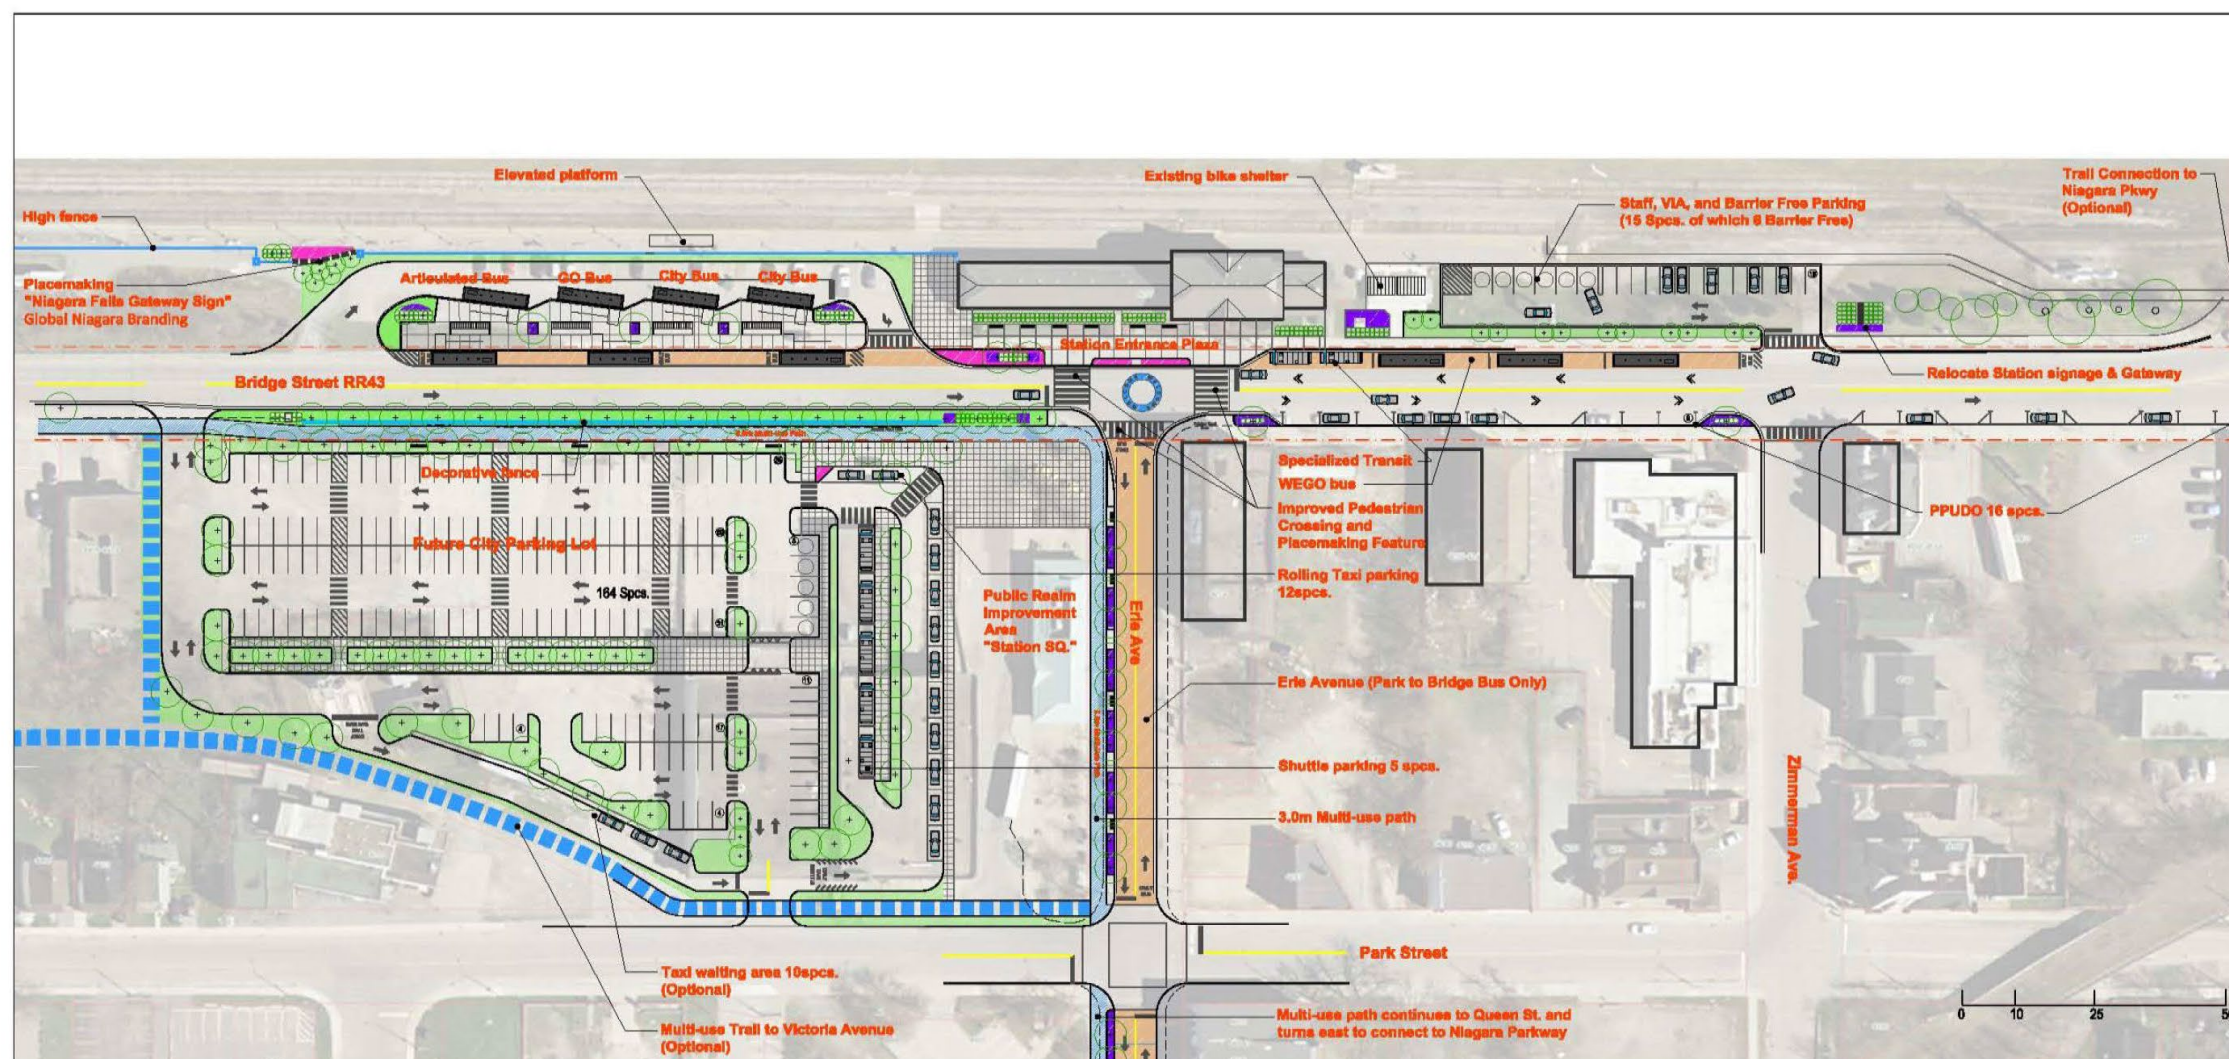 Elevated platform
Existing bike shelter
Trail Connection to
Niagara Pkwy
(Optional)
Staff, VIA, and Barrier Free Parking
(15 Spcs. of which 6 Barrier Free)
High fence
Placemaking
"Niagara Falls Gateway Sign"
Global Niagara Branding
Articulated Bus
GO Bus
City Bus
City Bus
Station Entrance Plaza
Bridge Street RR43
Relocate Station signage & Gateway
Decorative fence
Specialized Transit
WEGO bus
Improved Pedestrian
Crossing and
Placemaking Feature
PPUDO 16 spcs.
Future City Parking Lot
164 Spcs.
Rolling Taxi parking
12spcs.
Public Realm
Improvement
Area
"Station SQ."
Erie Ave
Erie Avenue (Park to Bridge Bus Only)
Shuttle parking 5 spcs.
3.0m Multi-use path
Zimmerman Ave.
Park Street
Taxi waiting area 10spcs.
(Optional)
Multi-use Trail to Victoria Avenue
(Optional)
Multi-use path continues to Queen St. and
turns east to connect to Niagara Parkway
0 10 25